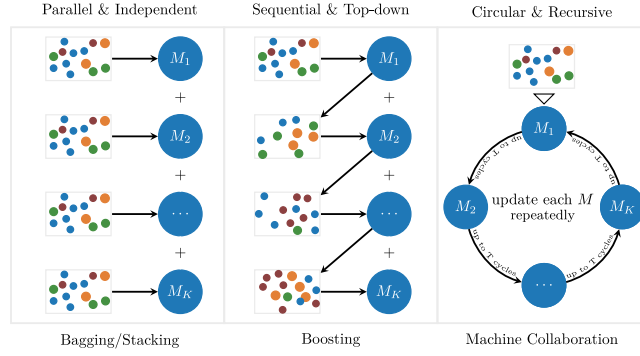 Parallel & Independent
Sequential & Top-down
Circular & Recursive
M1
+
M2
+
...
+
MK
M1
+
M2
+
...
+
MK
M1
up to T cycles
up to T cycles
M2
update each M
repeatedly
MK
up to T cycles
up to T cycles
...
Bagging/Stacking
Boosting
Machine Collaboration